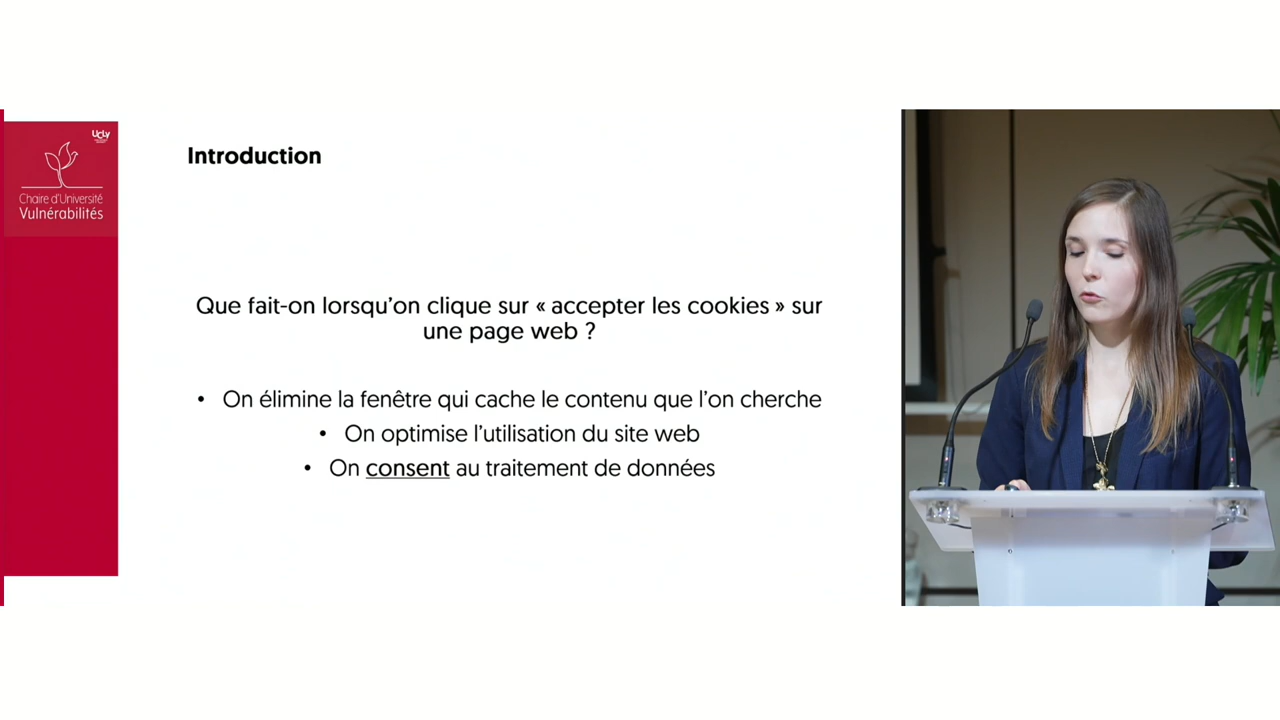 UCLy
Chaire d'Université
Vulnérabilités
Introduction
Que fait-on lorsqu'on clique sur « accepter les cookies » sur
une page web ?
• On élimine la fenêtre qui cache le contenu que l'on cherche
• On optimise l'utilisation du site web
• On consent au traitement de données